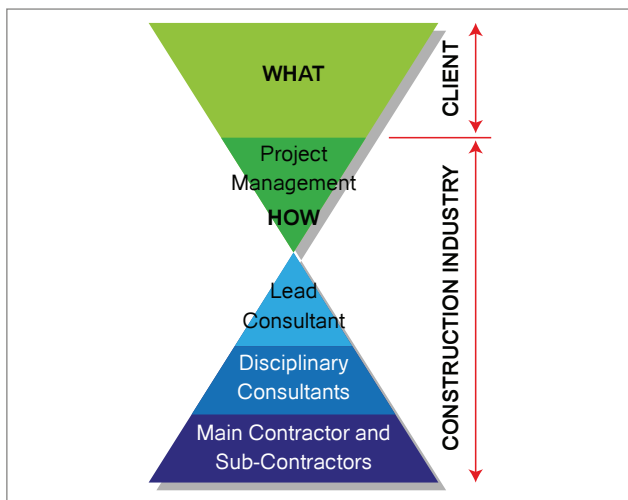 WHAT
Project
Management
HOW
Lead
Consultant
Disciplinary
Consultants
Main Contractor and
Sub-Contractors
CLIENT
CONSTRUCTION INDUSTRY